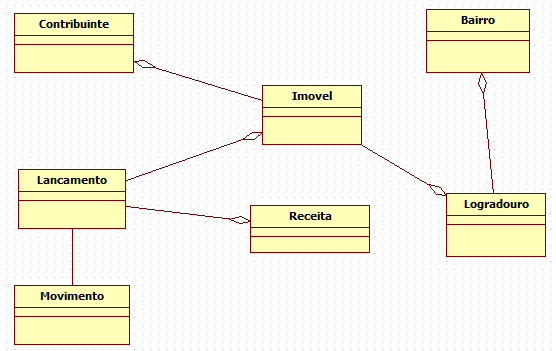 Contribuinte
Bairro
Imovel
Lancamento
Receita
Logradouro
Movimento